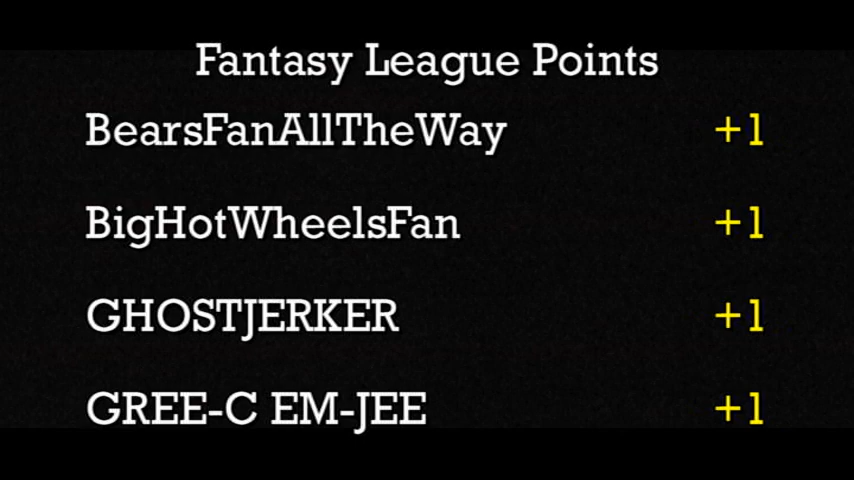 Fantasy League Points
BearsFanAllTheWay +1
BigHotWheelsFan +1
GHOSTJERKER +1
GREE-C EM-JEE +1